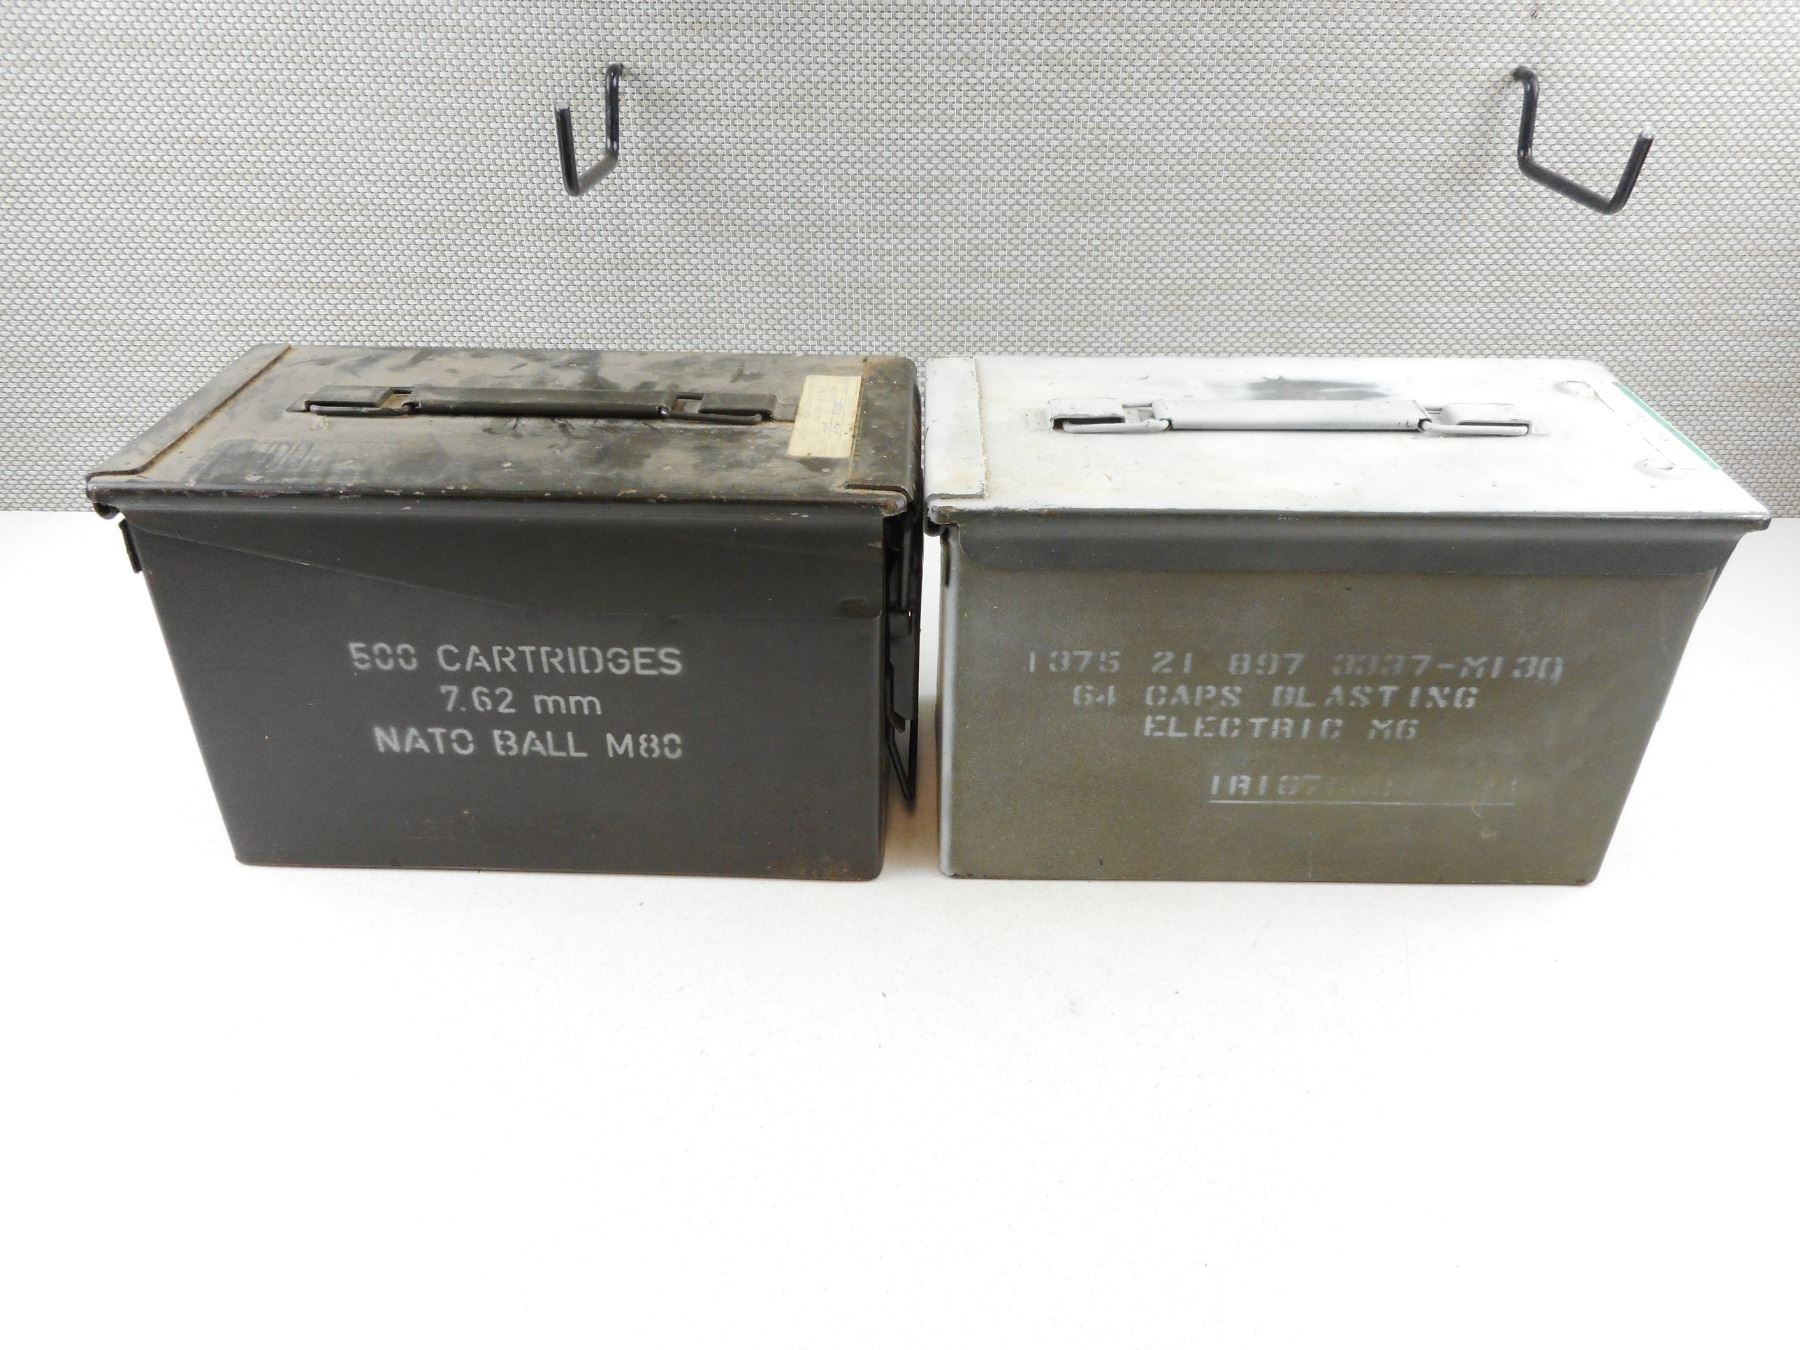 500 CARTRIDGES
7.62 mm
NATO BALL M80
1375 21 897 3337-M130
64 CAPS BLASTING
ELECTRIC M6